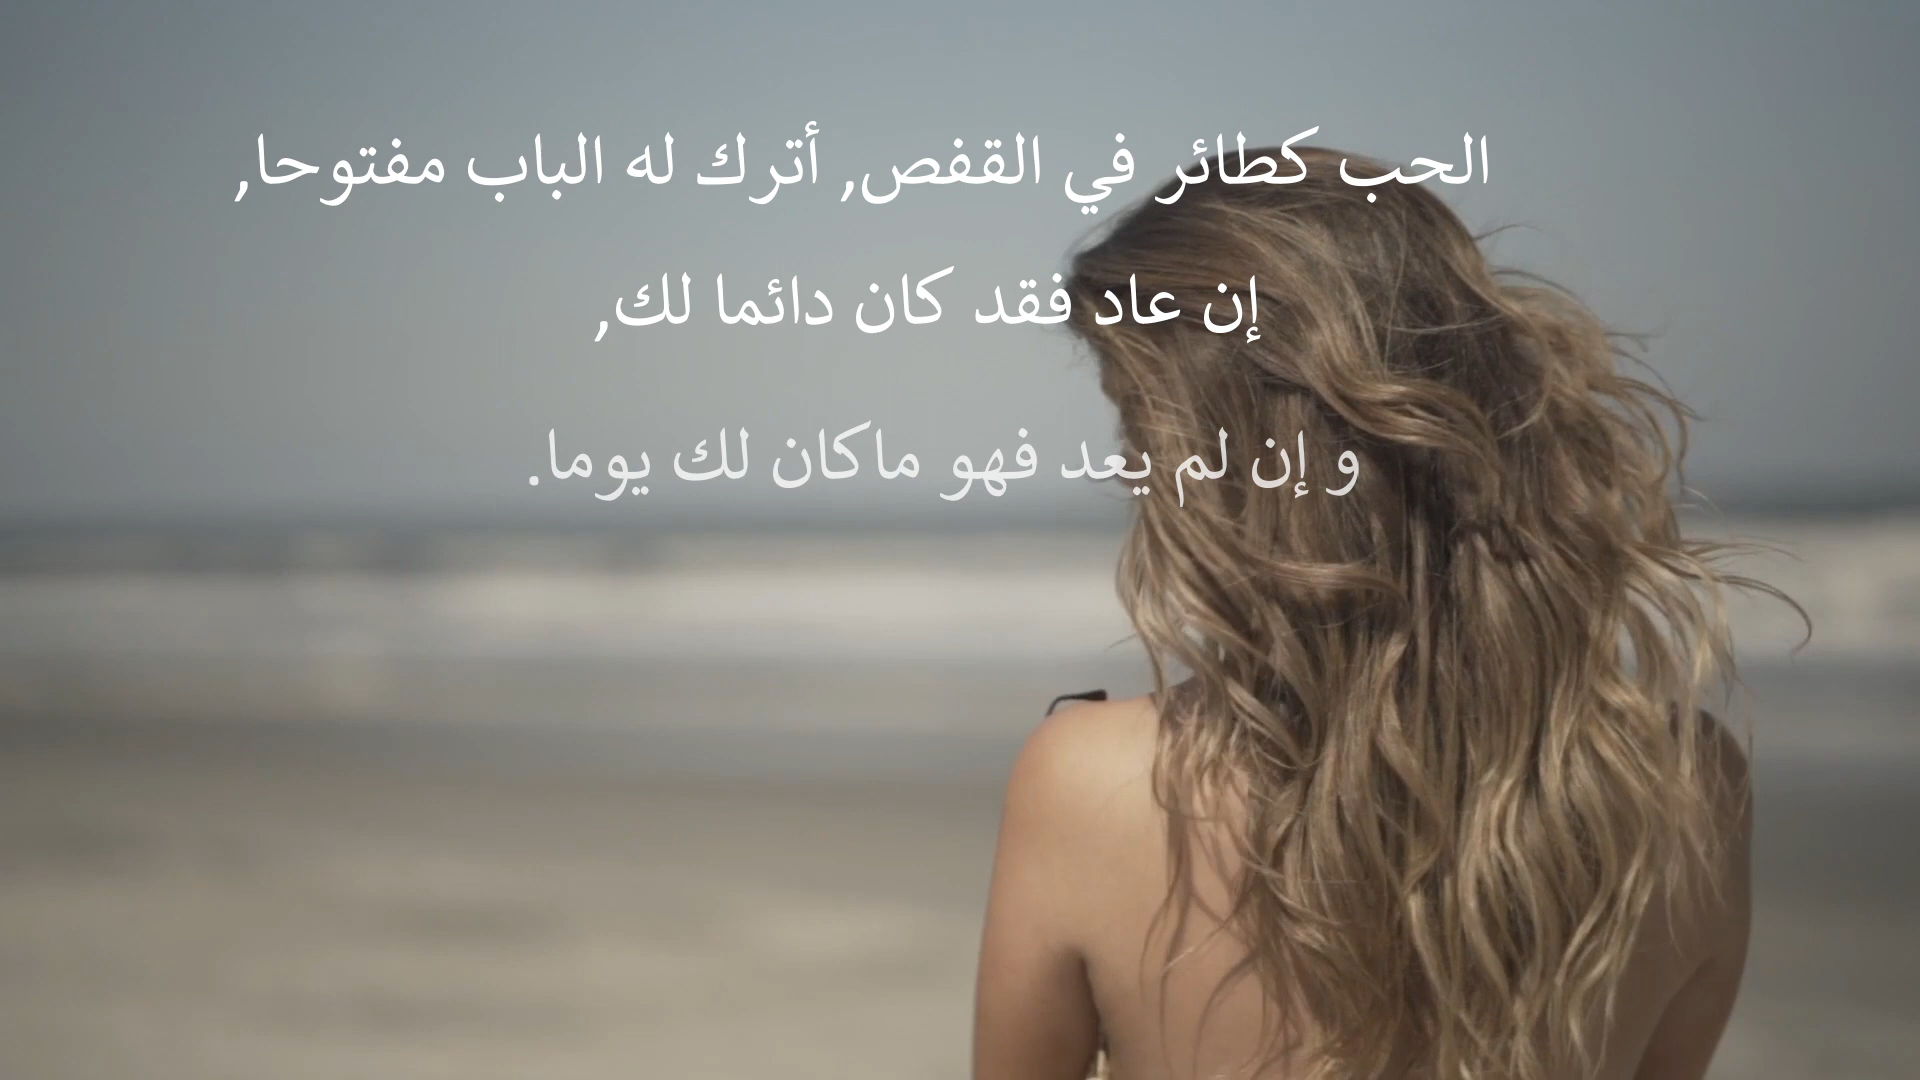 الحب كطائر في القفص, أترك له الباب مفتوحا,
إن عاد فقد كان دائما لك,
و إن لم يعد فهو ماكان لك يوما.